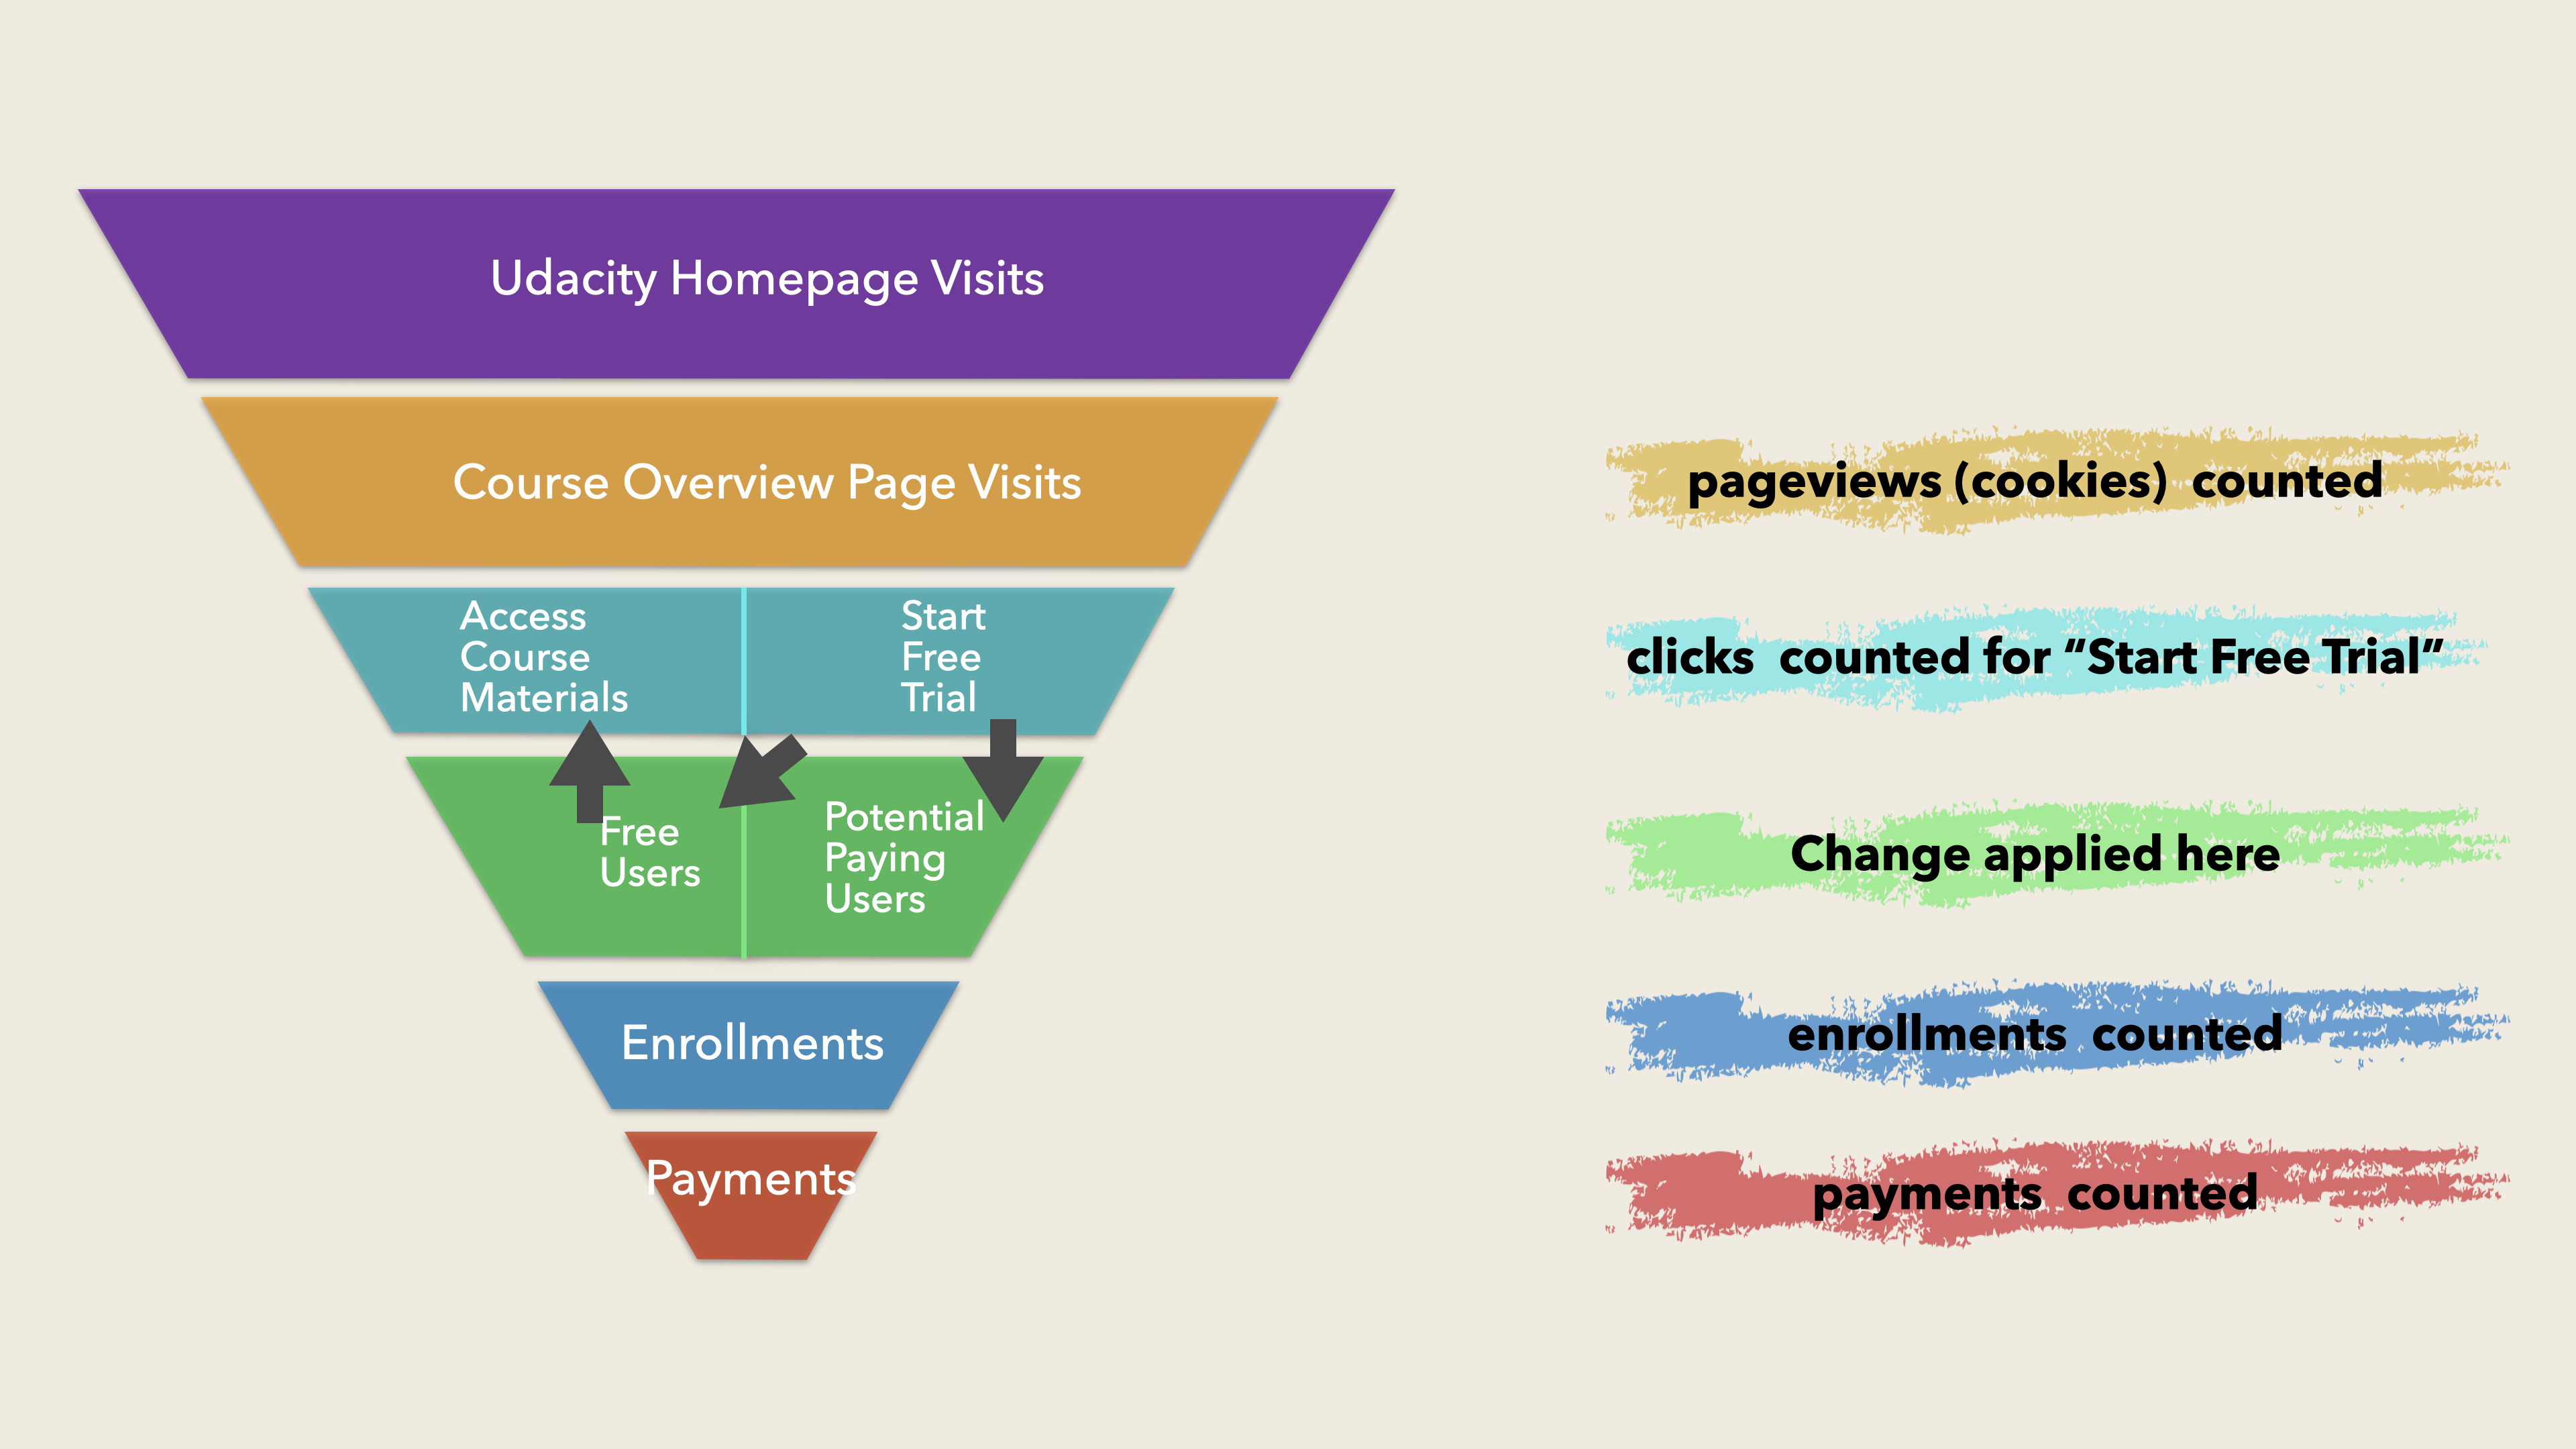 Udacity Homepage Visits
Course Overview Page Visits
pageviews (cookies) counted
Access
Course
Materials
Start
Free
Trial
clicks counted for “Start Free Trial”
Free
Users
Potential
Paying
Users
Change applied here
Enrollments
enrollments counted
Payments
payments counted